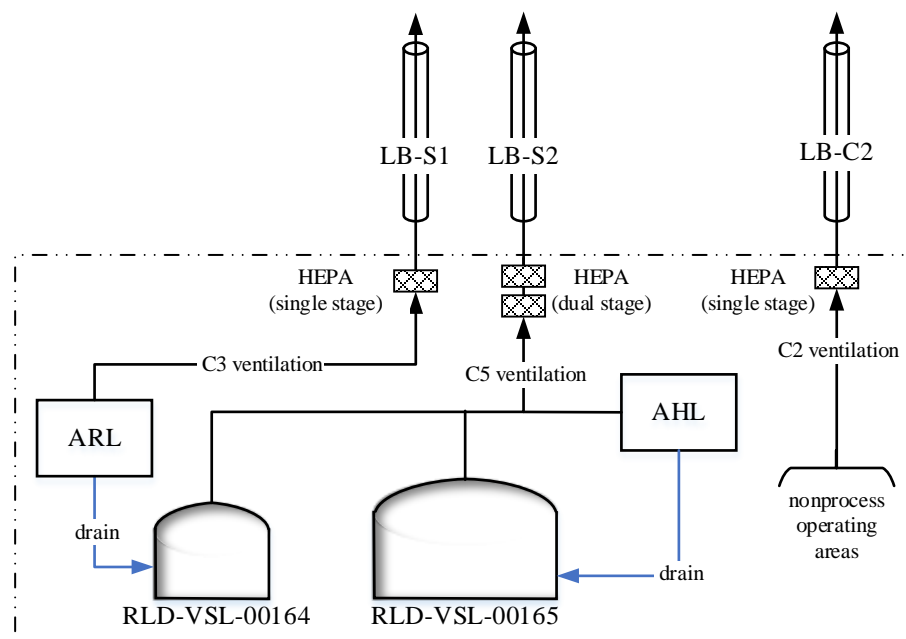 LB-S1
LB-S2
LB-C2
HEPA
(single stage)
HEPA
(dual stage)
HEPA
(single stage)
C3 ventilation
C5 ventilation
C2 ventilation
ARL
AHL
drain
nonprocess
operating
areas
drain
RLD-VSL-00164
RLD-VSL-00165